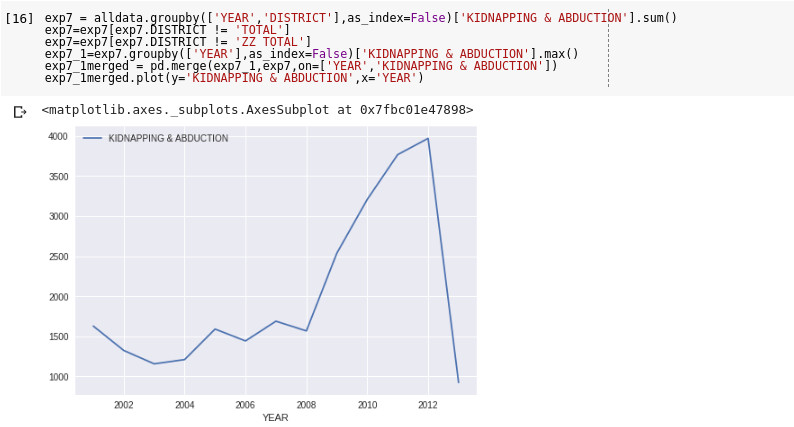 [16] exp7 = alldata.groupby(['YEAR','DISTRICT'],as_index=False)['KIDNAPPING & ABDUCTION'].sum()
exp7=exp7[exp7.DISTRICT != 'TOTAL']
exp7=exp7[exp7.DISTRICT != 'ZZ TOTAL']
exp7_1=exp7.groupby(['YEAR'],as_index=False)['KIDNAPPING & ABDUCTION'].max()
exp7_1merged = pd.merge(exp7_1,exp7,on=['YEAR','KIDNAPPING & ABDUCTION'])
exp7_1merged.plot(y='KIDNAPPING & ABDUCTION',x='YEAR')
<matplotlib.axes._subplots.AxesSubplot at 0x7fbc01e47898>
KIDNAPPING & ABDUCTION
4000
3500
3000
2500
2000
1500
1000
2002 2004 2006 2008 2010 2012
YEAR